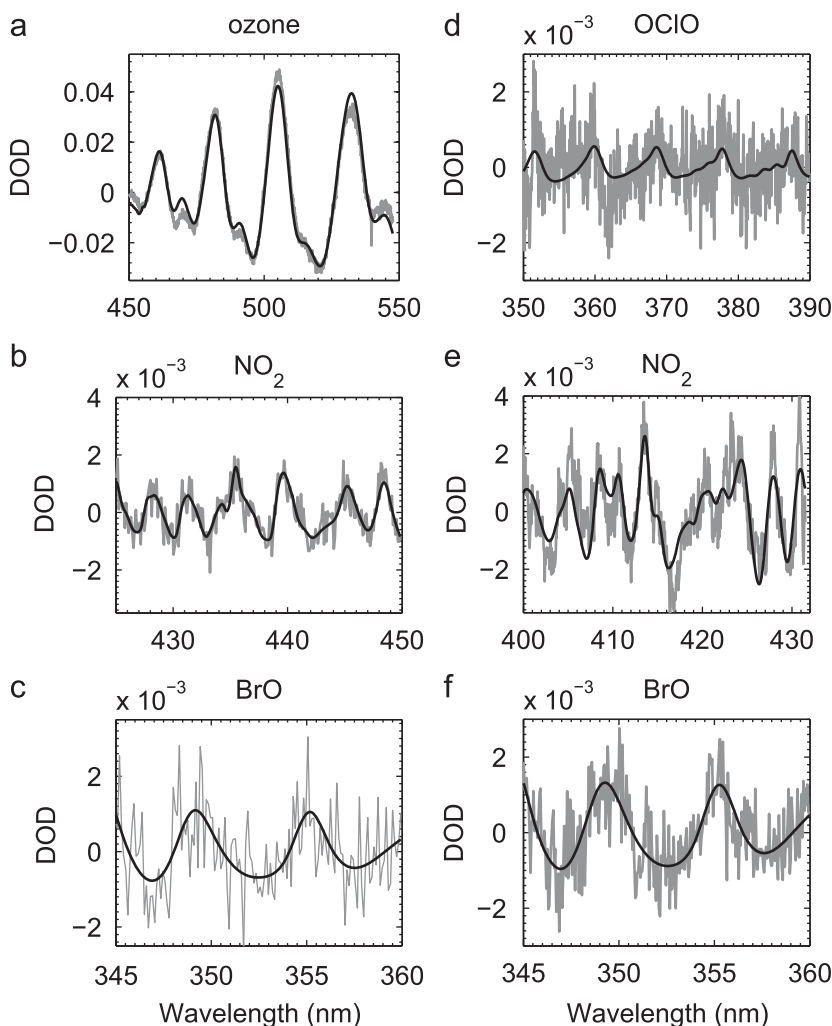 a
ozone
DOD
0.04
0.02
0
−0.02
450
500
550
d
x 10⁻³
OClO
DOD
2
0
−2
350
360
370
380
390
b
x 10⁻³
NO₂
DOD
4
2
0
−2
430
440
450
e
x 10⁻³
NO₂
DOD
4
2
0
−2
400
410
420
430
c
x 10⁻³
BrO
DOD
2
0
−2
345
350
355
360
Wavelength (nm)
f
x 10⁻³
BrO
DOD
2
0
−2
345
350
355
360
Wavelength (nm)